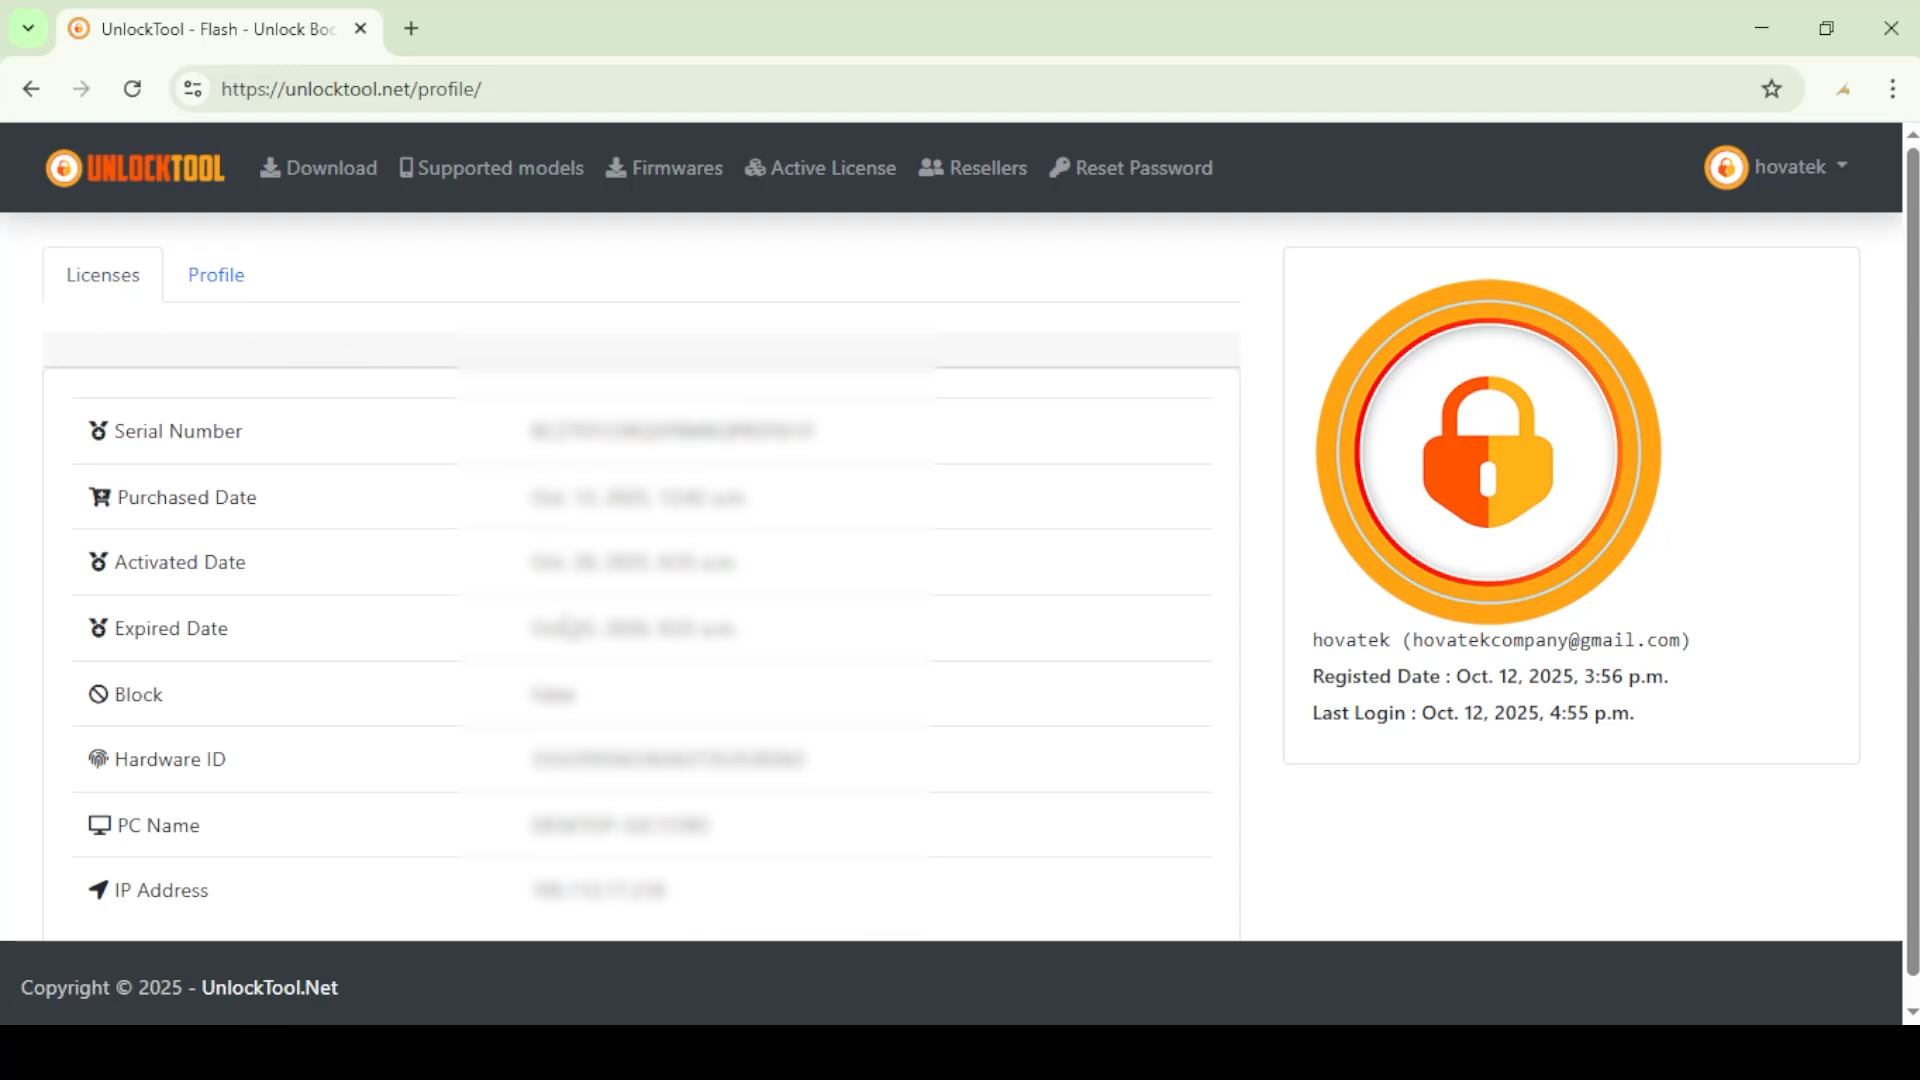 UnlockTool - Flash - Unlock Boo
https://unlocktool.net/profile/
UNLOCKTOOL
Download
Supported models
Firmwares
Active License
Resellers
Reset Password
hovatek
Licenses
Profile
Serial Number
Purchased Date
Activated Date
Expired Date
Block
Hardware ID
PC Name
IP Address
hovatek (hovatekcompany@gmail.com)
Registed Date : Oct. 12, 2025, 3:56 p.m.
Last Login : Oct. 12, 2025, 4:55 p.m.
Copyright © 2025 - UnlockTool.Net